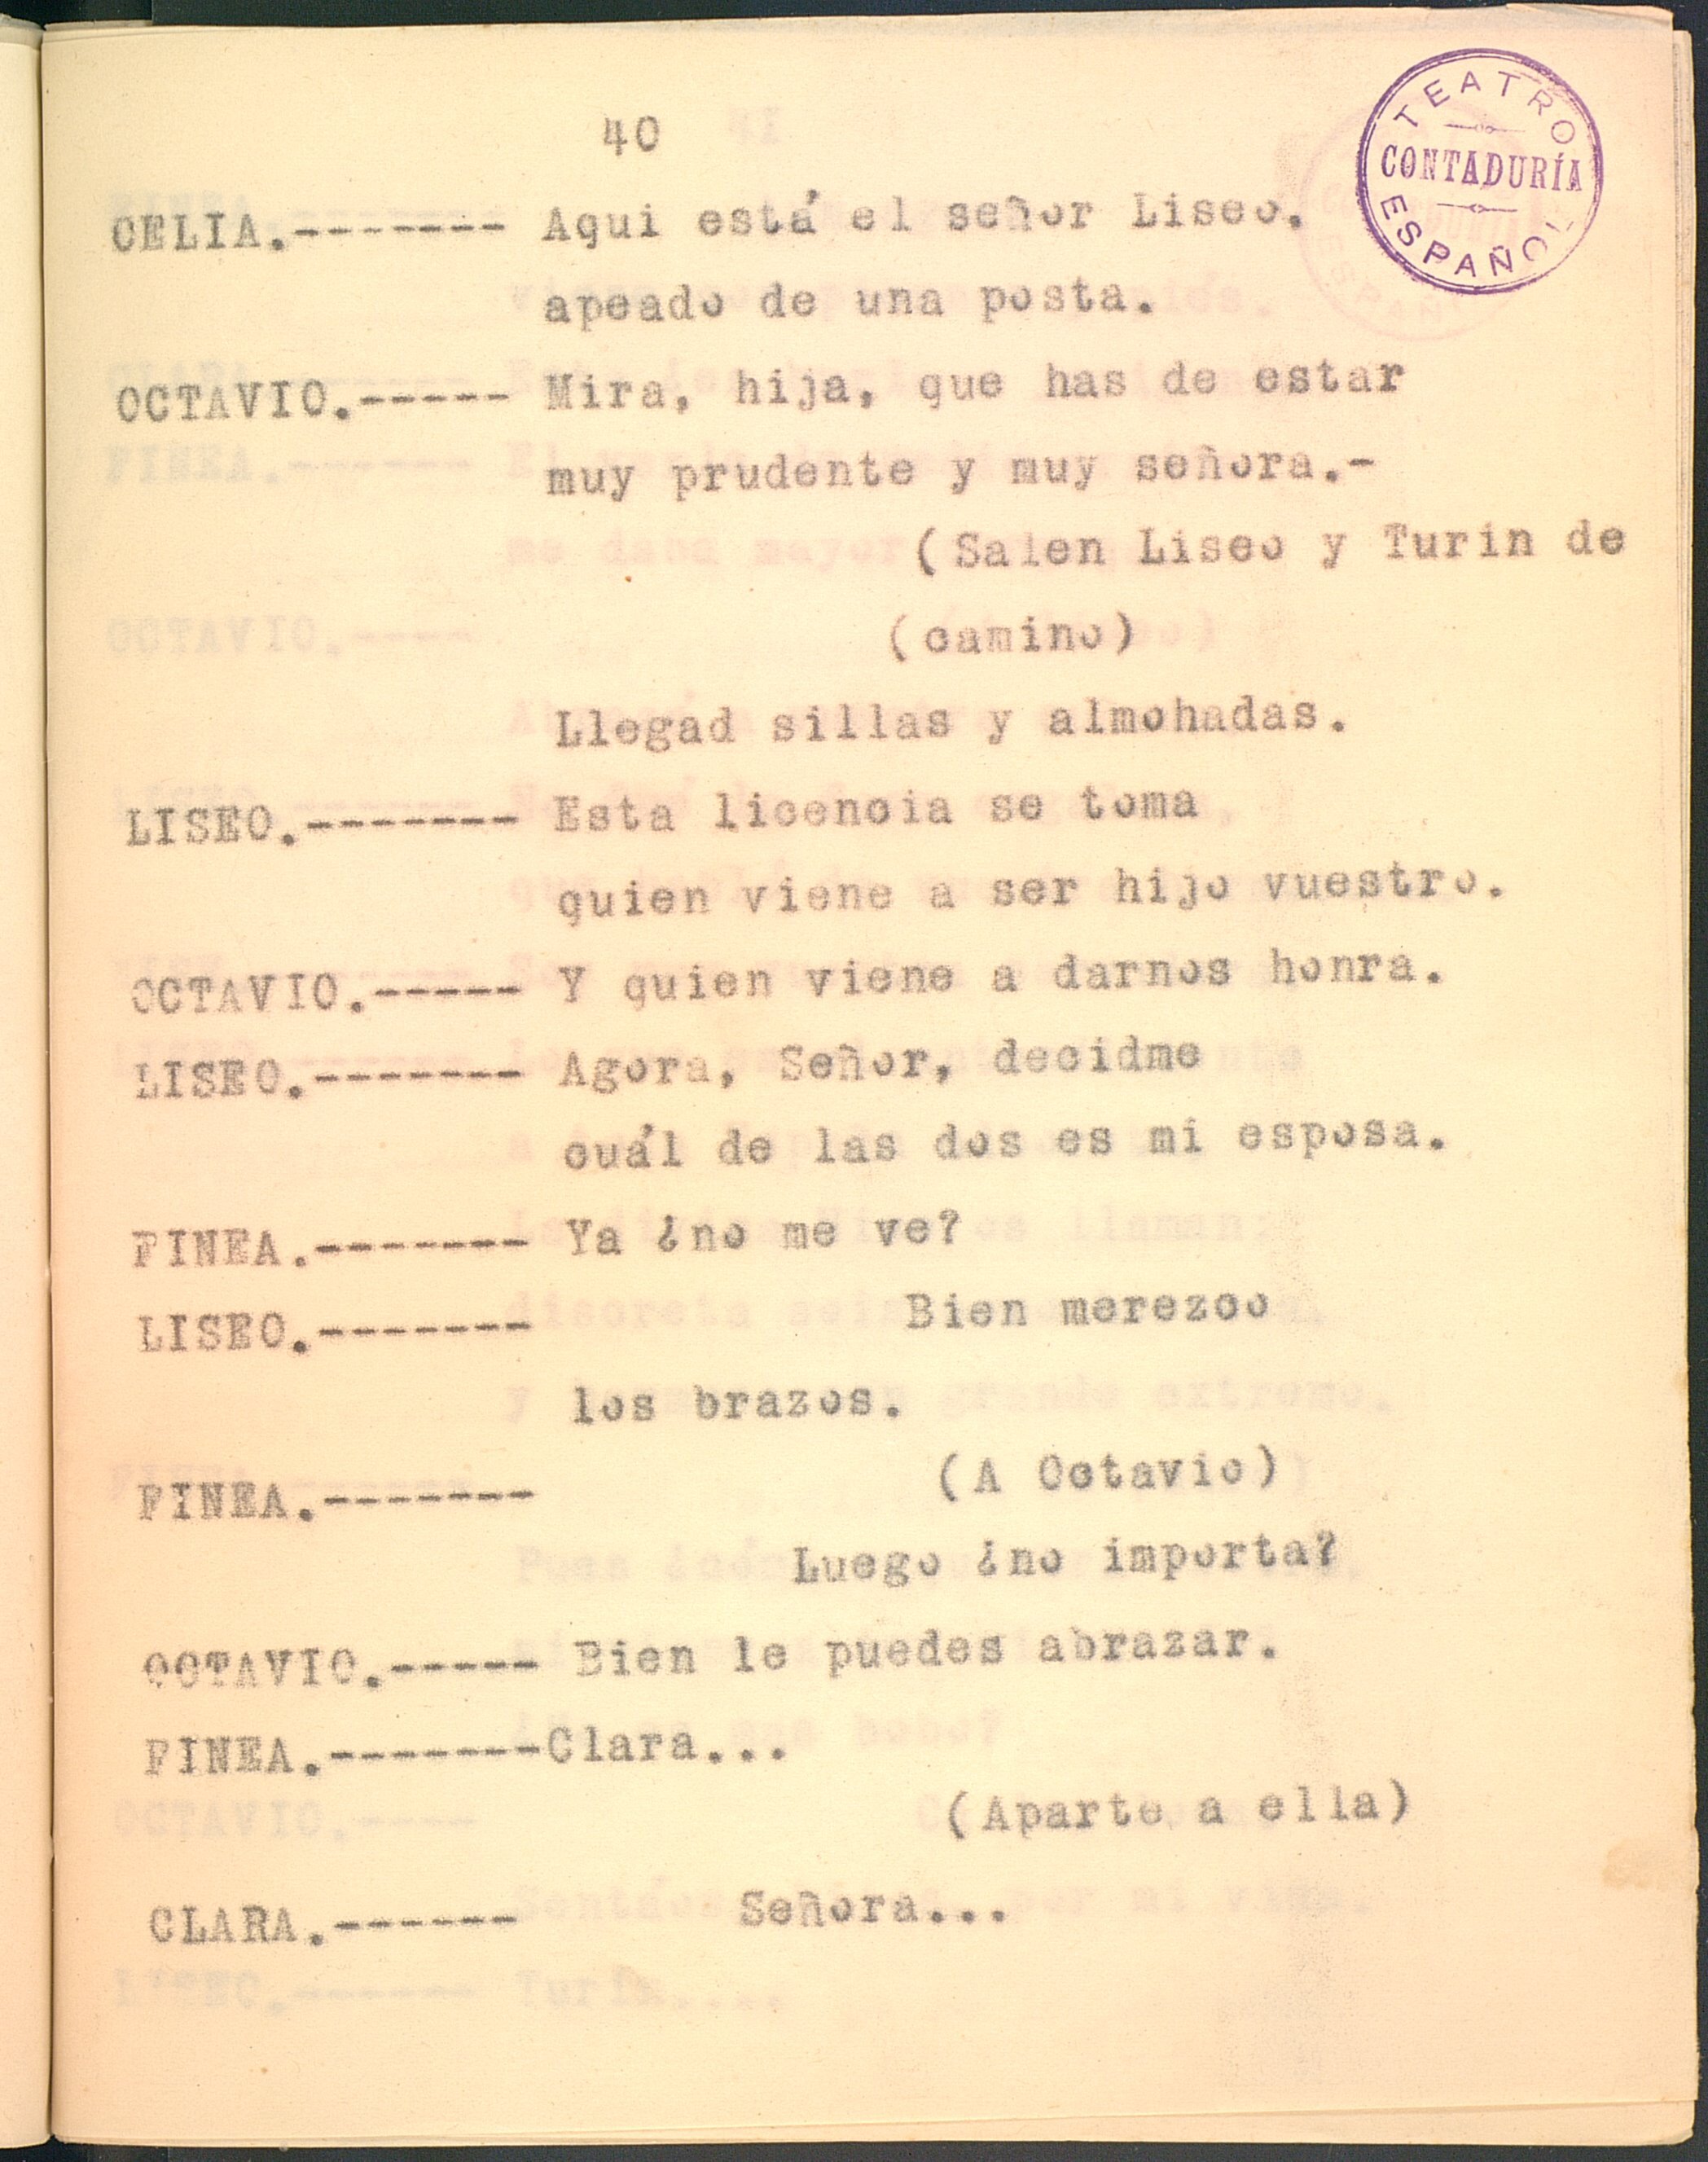 40
TEATRO
CONTADURÍA
ESPAÑOL
CELIA.------- Aqui está el señor Liseo.
apeado de una posta.
OCTAVIO.----- Mira, hija, que has de estar
muy prudente y muy señora.-
(Salen Liseo y Turin de
(camino)
Llegad sillas y almohadas.
LISEO.------- Esta licencia se toma
quien viene a ser hijo vuestro.
OCTAVIO.----- Y quien viene a darnos honra.
LISEO.------- Agora, Señor, decidme
cuál de las dos es mi esposa.
FINEA.------- Ya ¿no me ve?
LISEO.------- Bien merezco
los brazos.
(A Octavio)
FINEA.-------
Luego ¿no importa?
OCTAVIO.----- Bien le puedes abrazar.
FINEA.-------Clara...
(Aparte a ella)
CLARA.------ Señora...